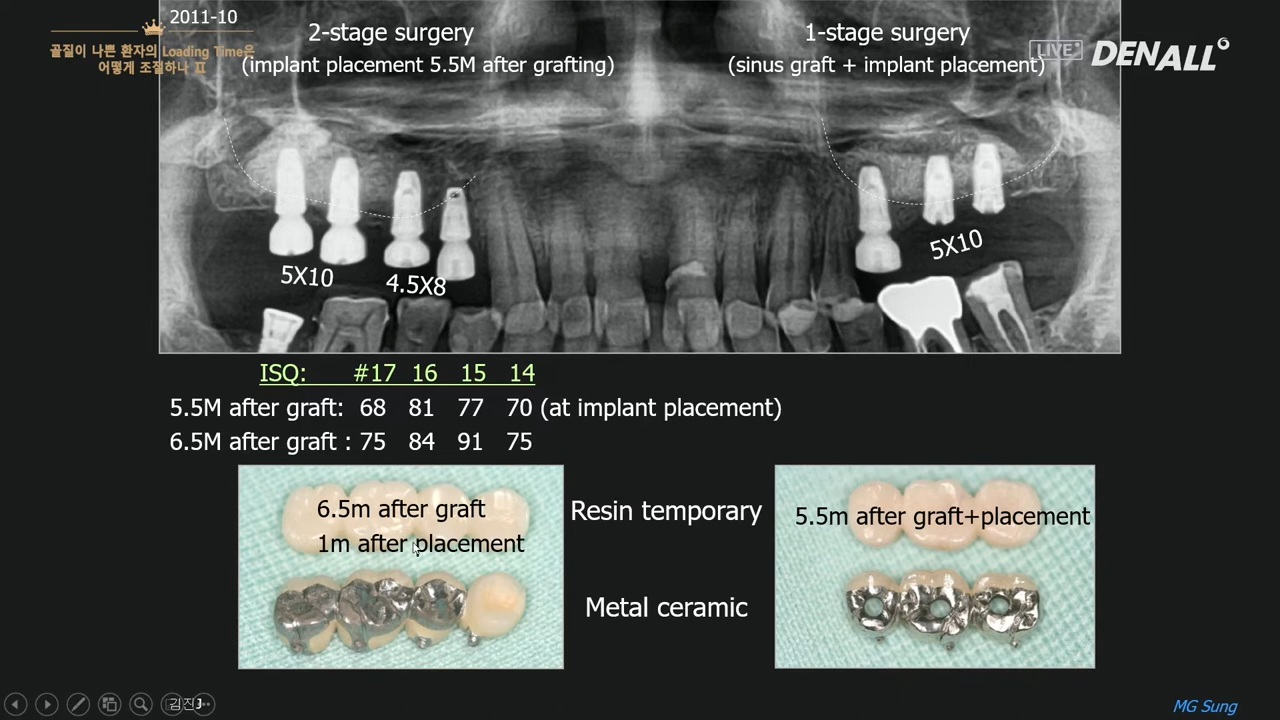 2011-10
골질이 나쁜 환자의 Loading Time은
어떻게 조절하나 Ⅱ
2-stage surgery
(implant placement 5.5M after grafting)
1-stage surgery
(sinus graft + implant placement)
LIVE
DENALL
5X10
4.5X8
5X10
ISQ: #17 16 15 14
5.5M after graft: 68 81 77 70 (at implant placement)
6.5M after graft : 75 84 91 75
6.5m after graft
1m after placement
Resin temporary
5.5m after graft+placement
Metal ceramic
MG Sung